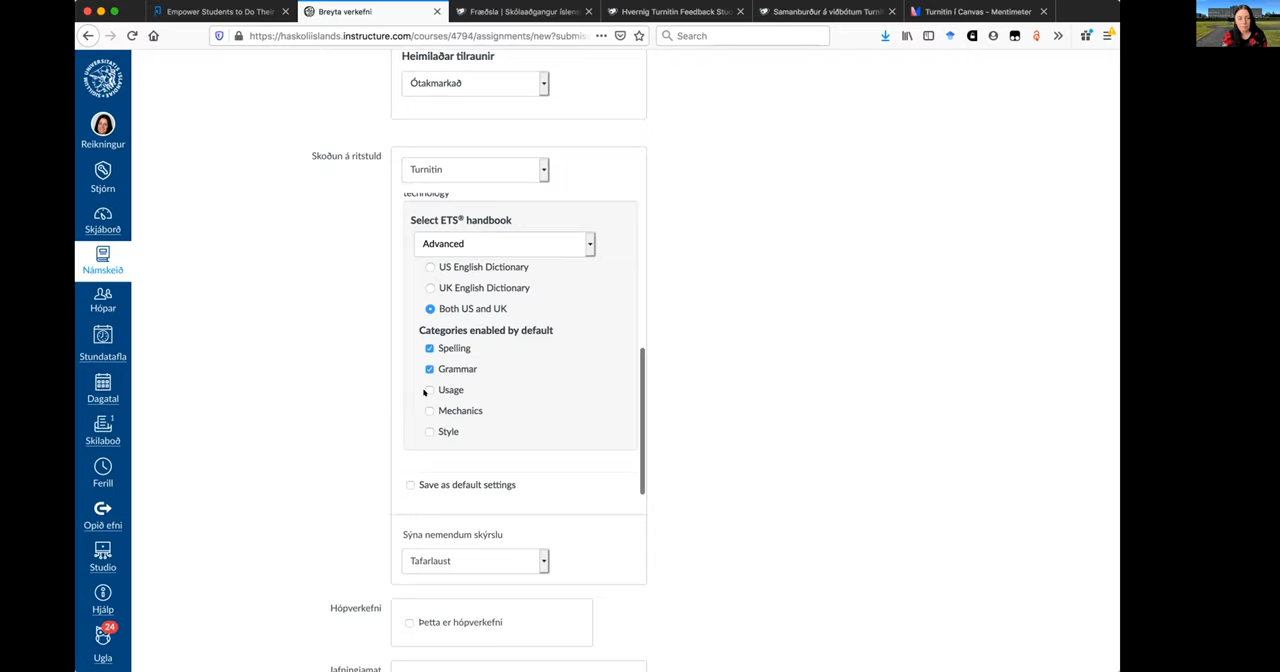 Empower Students to Do Their
Breyta verkefni
Fræðsla | Skólaaðgangur íslens
Hvernig Turnitin Feedback Stu
Samanburður á viðbótum Turnit
Turnitin í Canvas - Mentimeter
https://haskoliislands.instructure.com/courses/4794/assignments/new?submis
Search
Heimilaðar tilraunir
Ótakmarkað
Reikningur
Skoðun á ritstuld
Turnitin
Stjórn
technology
Select ETS® handbook
Skjáborð
Advanced
US English Dictionary
Námskeið
UK English Dictionary
Both US and UK
Hópar
Categories enabled by default
Spelling
Stundatafla
Grammar
Usage
Dagatal
Mechanics
Style
1
Skilaboð
Ferill
Save as default settings
Opið efni
Sýna nemendum skýrslu
Tafarlaust
Studio
Hjálp
Hópverkefni
Þetta er hópverkefni
24
Ugla
Jafningjamat